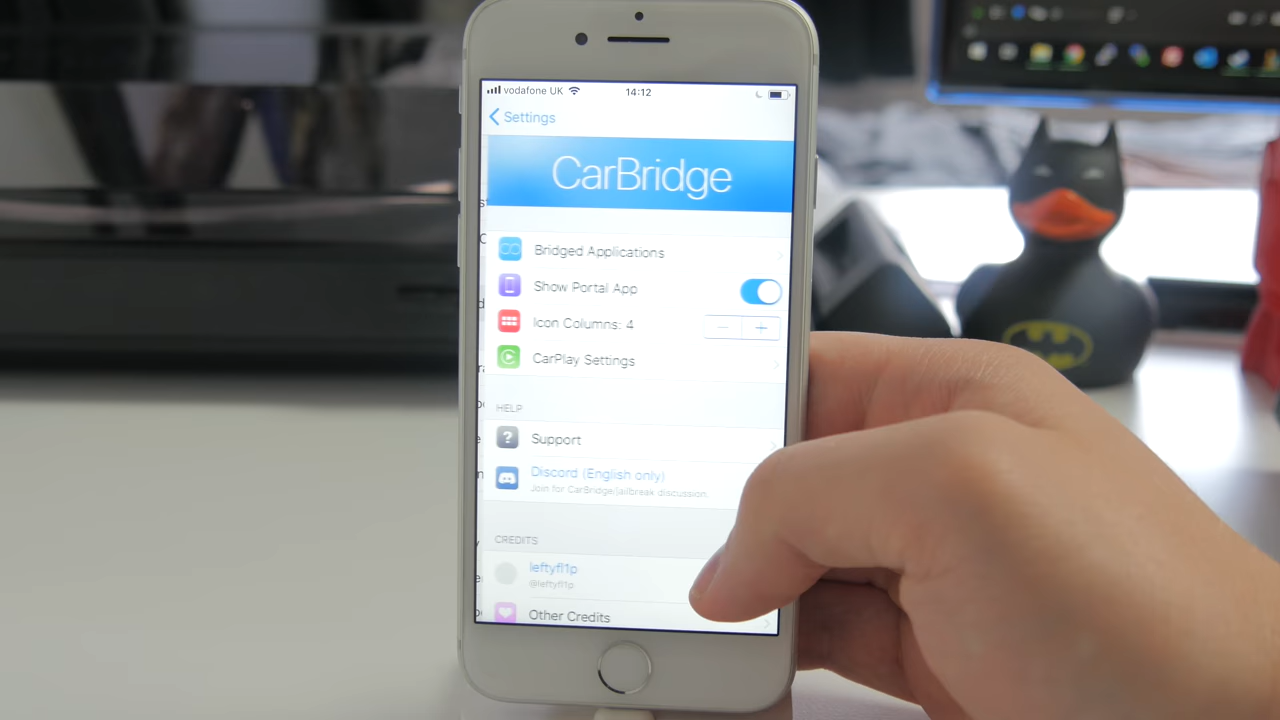 vodafone UK 14:12
Settings
CarBridge
Bridged Applications
Show Portal App
Icon Columns: 4
CarPlay Settings
HELP
Support
Discord (English only)
Join for CarBridge/jailbreak discussion.
CREDITS
leftyfl1p
@leftyfl1p
Other Credits